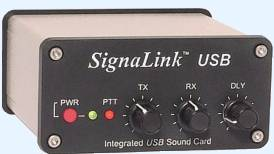 SignaLink™ USB
TX RX DLY
PWR PTT
Integrated USB Sound Card